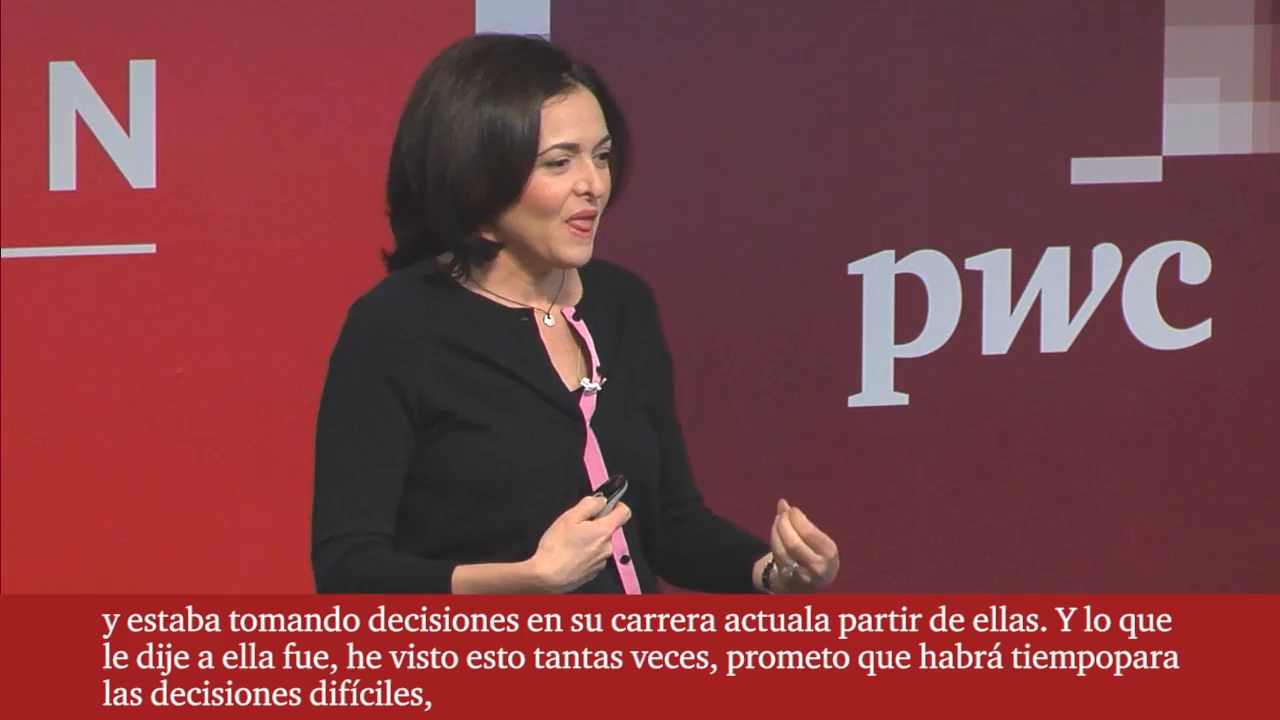 N
pwc
y estaba tomando decisiones en su carrera actuala partir de ellas. Y lo que
le dije a ella fue, he visto esto tantas veces, prometo que habrá tiempopara
las decisiones difíciles,